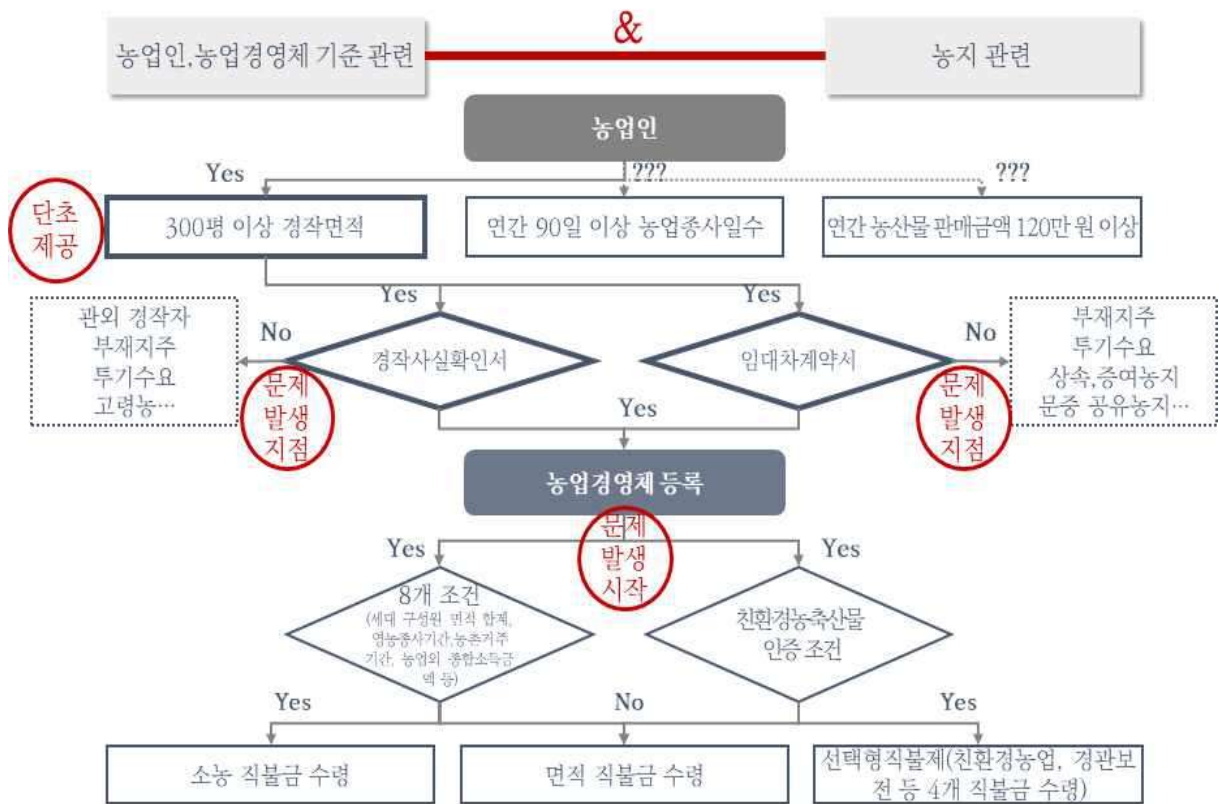 &
농업인,농업경영체 기준 관련
농지 관련
농업인
Yes
???
???
단초
제공
300평 이상 경작면적
연간 90일 이상 농업종사일수
연간 농산물 판매금액 120만 원 이상
Yes
Yes
관외 경작자
부재지주
투기수요
고령농…
No
경작사실확인서
임대차계약서
No
부재지주
투기수요
상속,증여농지
문중 공유농지…
문제
발생
지점
Yes
문제
발생
지점
농업경영체 등록
문제
발생
시작
Yes
Yes
8개 조건
(세대 구성원 면적 합계,
영농종사기간,농촌거주
기간, 농업외 종합소득금
액 등)
친환경농축산물
인증 조건
Yes
No
Yes
소농 직불금 수령
면적 직불금 수령
선택형직불제(친환경농업, 경관보
전 등 4개 직불금 수령)